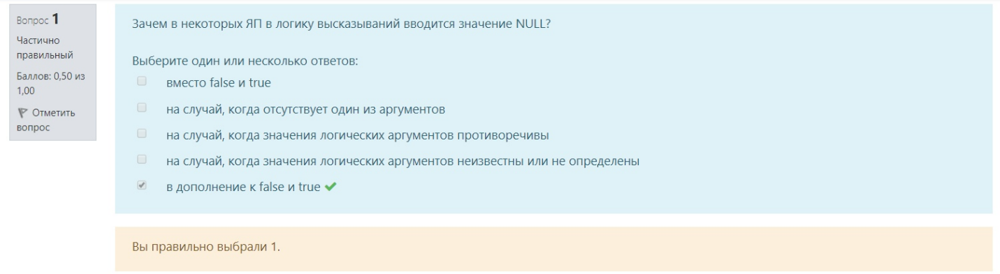 Вопрос 1
Частично
правильный
Баллов: 0,50 из
1,00
Отметить
вопрос
Зачем в некоторых ЯП в логику высказываний вводится значение NULL?
Выберите один или несколько ответов:
вместо false и true
на случай, когда отсутствует один из аргументов
на случай, когда значения логических аргументов противоречивы
на случай, когда значения логических аргументов неизвестны или не определены
в дополнение к false и true
Вы правильно выбрали 1.